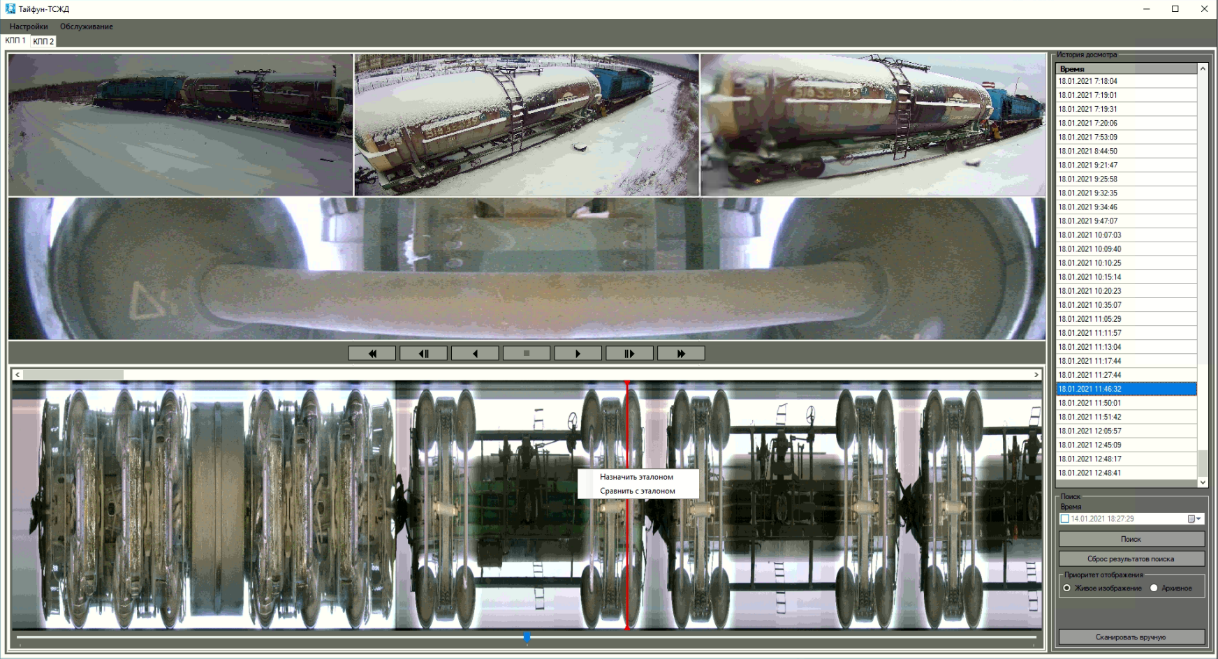 Тайфун-ТСЖД
Настройки Обслуживание
КПП 1 КПП 2
История досмотра
Время
18.01.2021 7:18:04
18.01.2021 7:19:01
18.01.2021 7:19:31
18.01.2021 7:20:06
18.01.2021 7:53:09
18.01.2021 8:44:50
18.01.2021 9:21:47
18.01.2021 9:25:58
18.01.2021 9:32:35
18.01.2021 9:34:46
18.01.2021 9:47:07
18.01.2021 10:07:03
18.01.2021 10:09:40
18.01.2021 10:10:25
18.01.2021 10:15:14
18.01.2021 10:20:23
18.01.2021 10:35:07
18.01.2021 11:05:29
18.01.2021 11:11:57
18.01.2021 11:13:04
18.01.2021 11:17:44
18.01.2021 11:27:44
18.01.2021 11:46:32
18.01.2021 11:50:01
18.01.2021 11:51:42
18.01.2021 12:05:57
18.01.2021 12:45:09
18.01.2021 12:48:17
18.01.2021 12:48:41
Назначить эталоном
Сравнить с эталоном
Поиск
Время
14.01.2021 18:27:29
Поиск
Сброс результатов поиска
Приоритет отображения
Живое изображение Архивное
Сканировать вручную